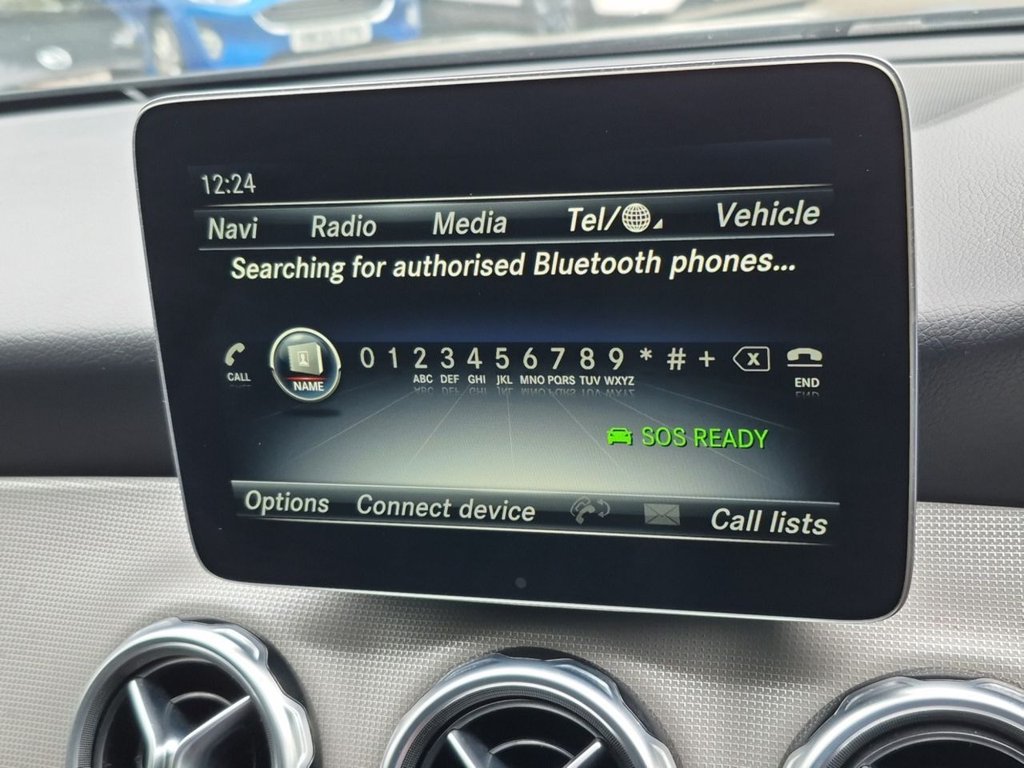 12:24
Navi Radio Media Tel/ Vehicle
Searching for authorised Bluetooth phones...
CALL NAME 0 1 2 3 4 5 6 7 8 9 * # + x END
ABC DEF GHI JKL MNO PQRS TUV WXYZ
SOS READY
Options Connect device Call lists